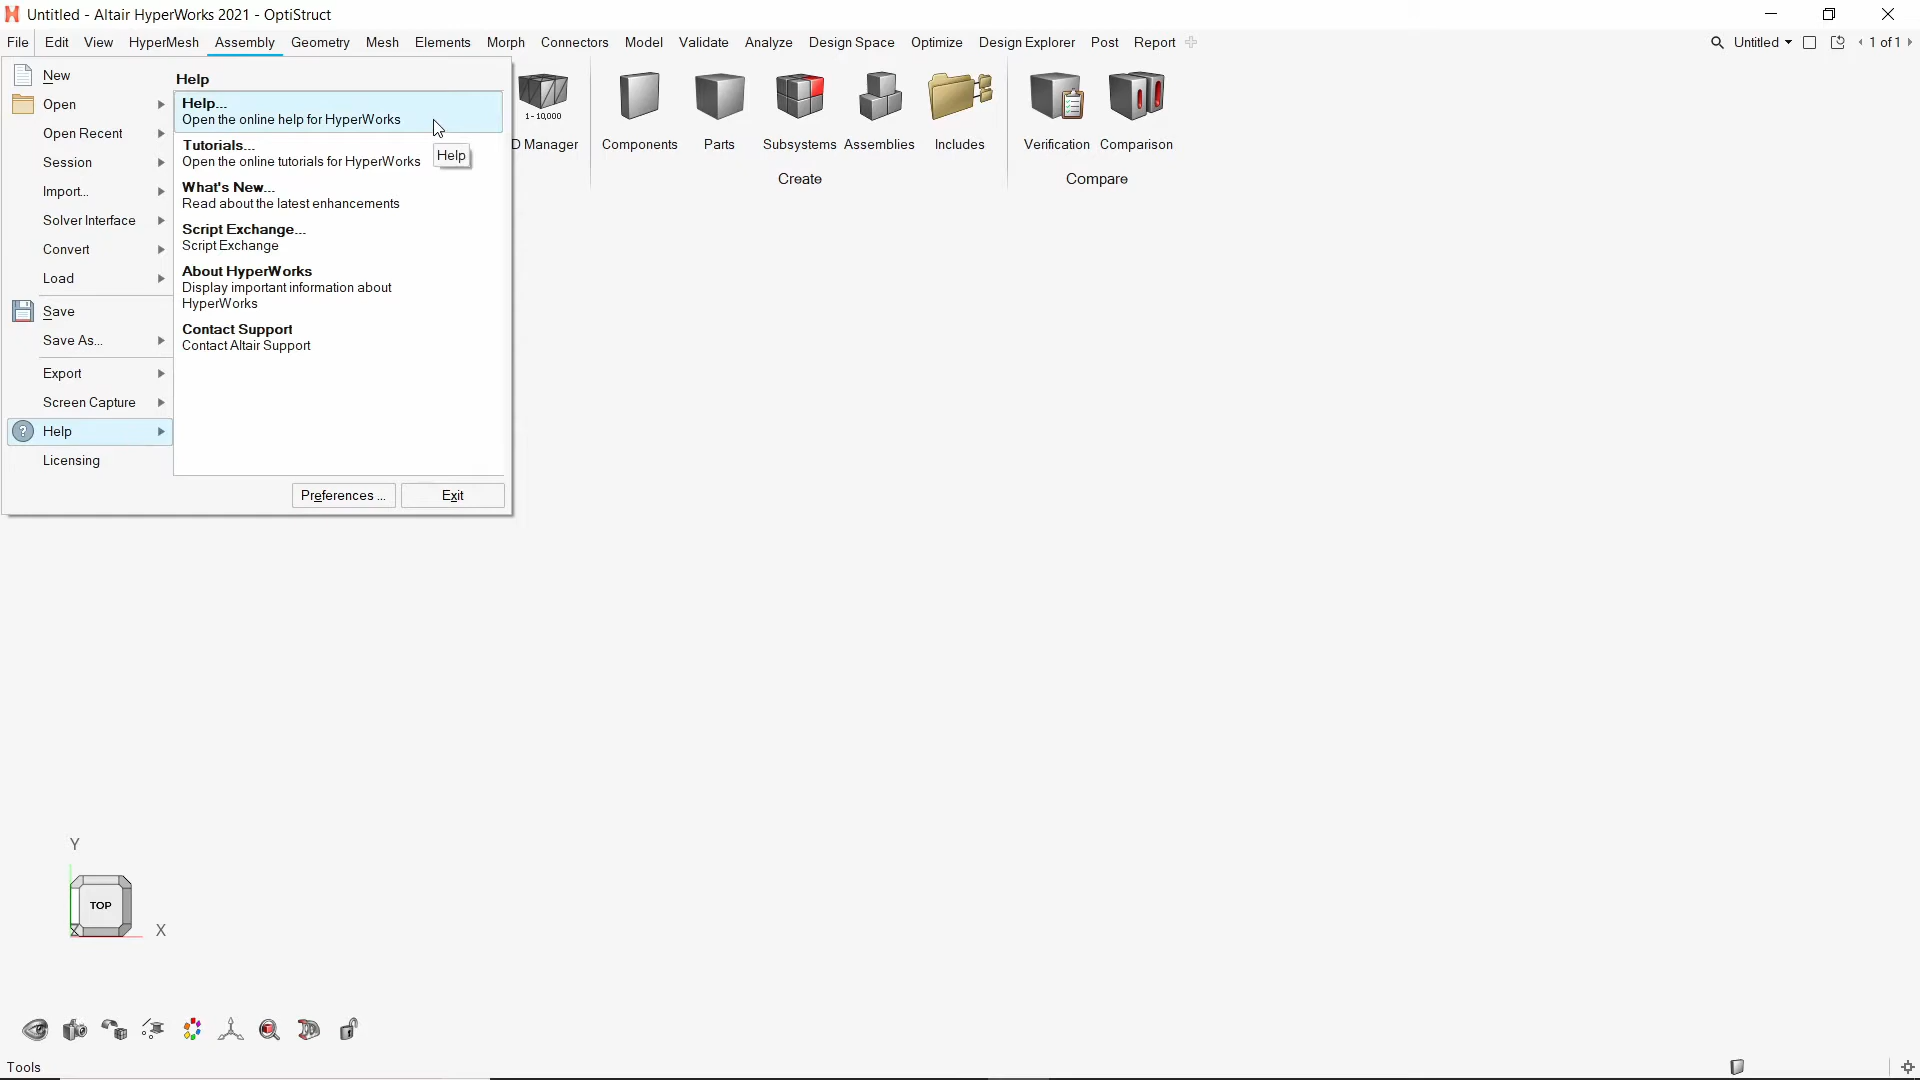 Untitled - Altair HyperWorks 2021 - OptiStruct
File Edit View HyperMesh Assembly Geometry Mesh Elements Morph Connectors Model Validate Analyze Design Space Optimize Design Explorer Post Report Untitled 1 of 1
New
Open
Open Recent
Session
Import...
Solver Interface
Convert
Load
Save
Save As...
Export
Screen Capture
? Help
Licensing
Help
Help...
Open the online help for HyperWorks
Tutorials...
Open the online tutorials for HyperWorks
What's New...
Read about the latest enhancements
Script Exchange...
Script Exchange
About HyperWorks
Display important information about
HyperWorks
Contact Support
Contact Altair Support
Help
Preferences ... Exit
1-10,000
D Manager Components Parts Subsystems Assemblies Includes Verification Comparison
Create Compare
Y
TOP
Z
X
Tools